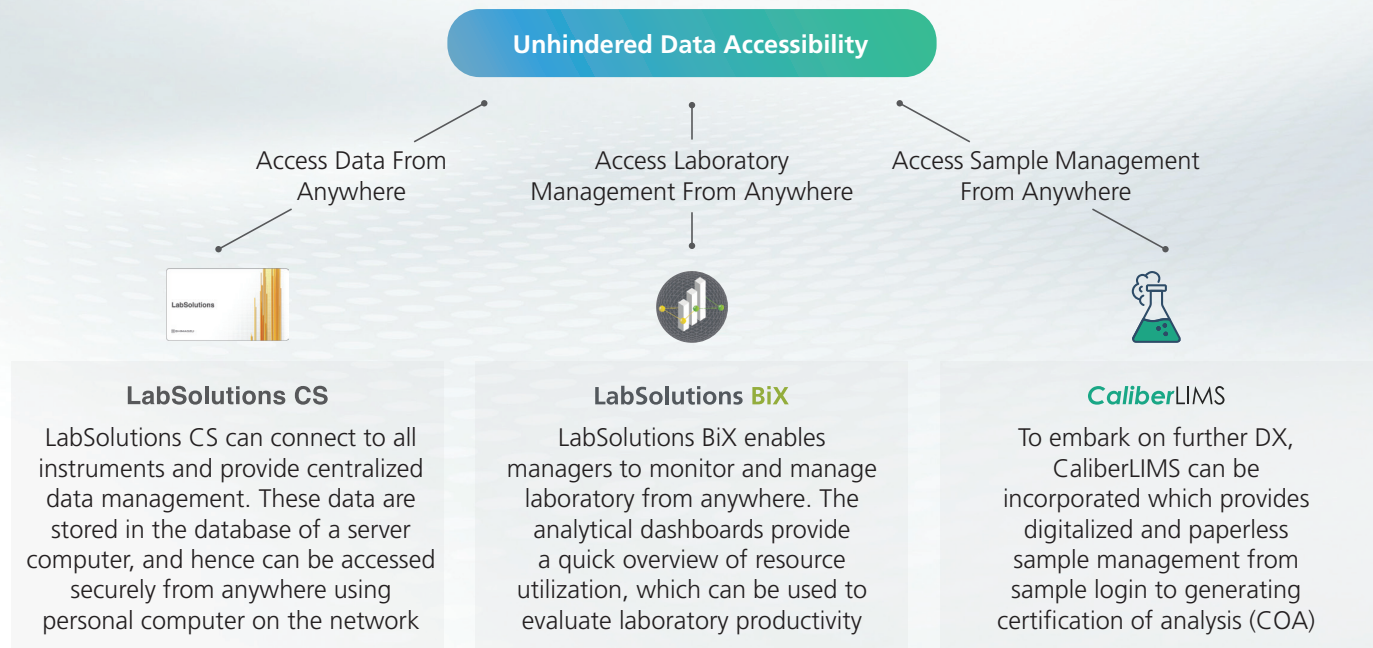 Unhindered Data Accessibility
Access Data From
Anywhere
Access Laboratory
Management From Anywhere
Access Sample Management
From Anywhere
LabSolutions
LabSolutions CS
LabSolutions CS can connect to all
instruments and provide centralized
data management. These data are
stored in the database of a server
computer, and hence can be accessed
securely from anywhere using
personal computer on the network
LabSolutions BiX
LabSolutions BiX enables
managers to monitor and manage
laboratory from anywhere. The
analytical dashboards provide
a quick overview of resource
utilization, which can be used to
evaluate laboratory productivity
CaliberLIMS
To embark on further DX,
CaliberLIMS can be
incorporated which provides
digitalized and paperless
sample management from
sample login to generating
certification of analysis (COA)